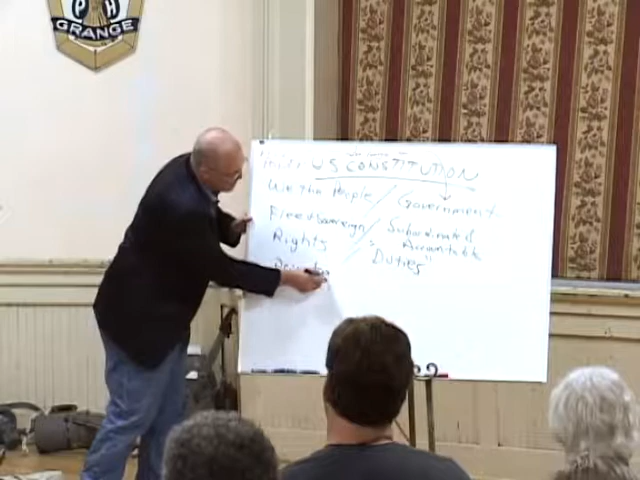 P H
GRANGE
US CONSTITUTION
We the People / Government
Free & Sovereign / Subordinate &
Accountable
Rights / "Duties"